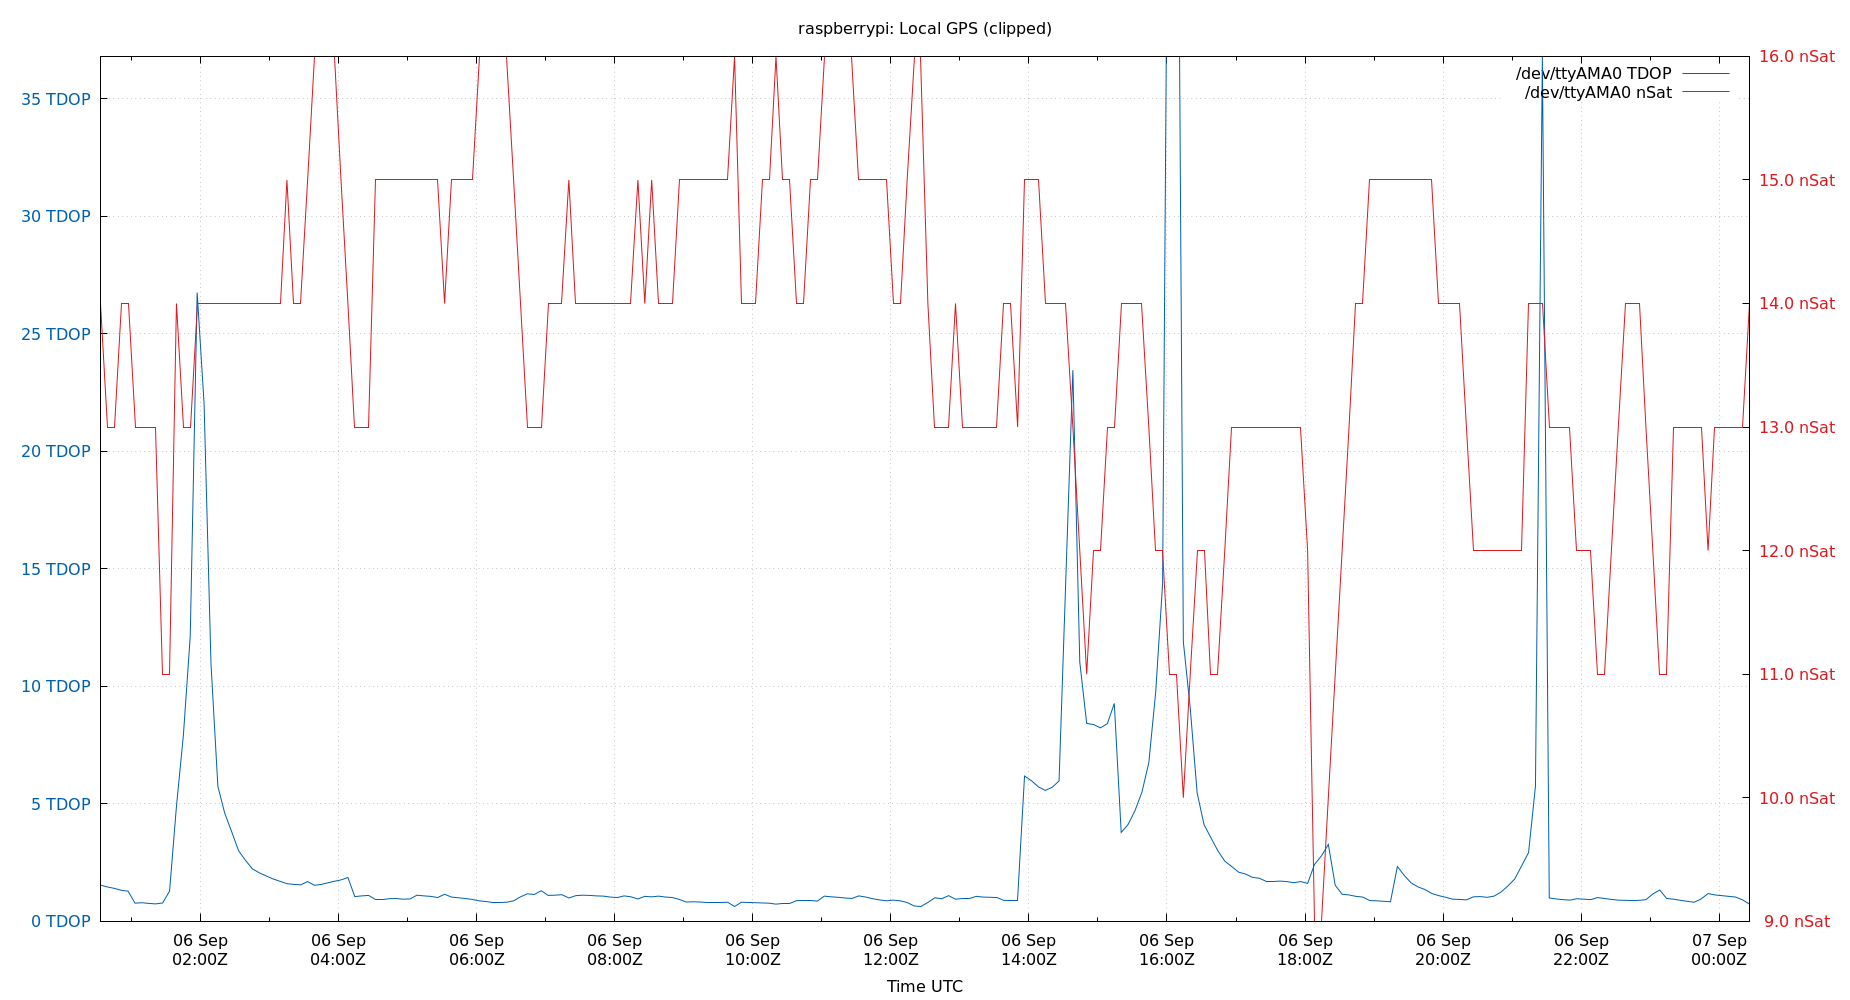 raspberrypi: Local GPS (clipped)
16.0 nSat
/dev/ttyAMA0 TDOP
/dev/ttyAMA0 nSat
35 TDOP
15.0 nSat
30 TDOP
14.0 nSat
25 TDOP
13.0 nSat
20 TDOP
12.0 nSat
15 TDOP
11.0 nSat
10 TDOP
10.0 nSat
5 TDOP
9.0 nSat
0 TDOP
06 Sep 06 Sep 06 Sep 06 Sep 06 Sep 06 Sep 06 Sep 06 Sep 06 Sep 06 Sep 06 Sep 07 Sep
02:00Z 04:00Z 06:00Z 08:00Z 10:00Z 12:00Z 14:00Z 16:00Z 18:00Z 20:00Z 22:00Z 00:00Z
Time UTC